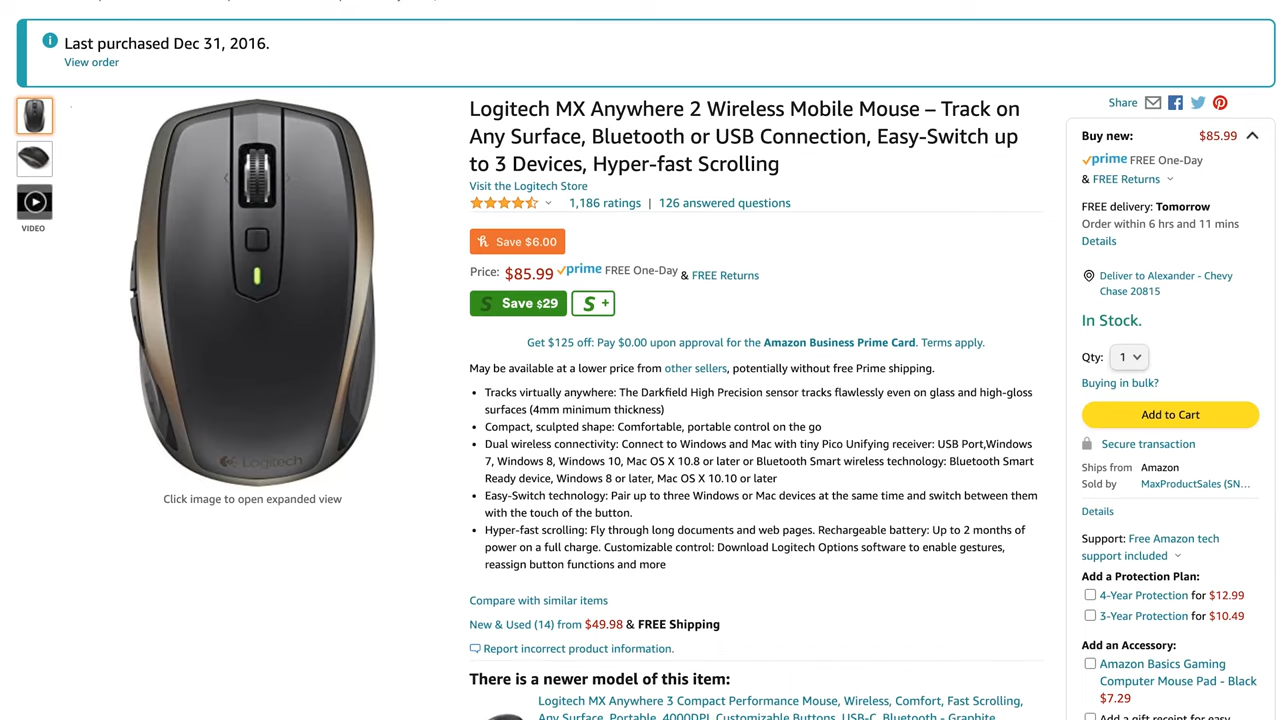 Last purchased Dec 31, 2016.
View order
VIDEO
Logitech
Click image to open expanded view
Logitech MX Anywhere 2 Wireless Mobile Mouse – Track on
Any Surface, Bluetooth or USB Connection, Easy-Switch up
to 3 Devices, Hyper-fast Scrolling
Visit the Logitech Store
1,186 ratings | 126 answered questions
Save $6.00
Price: $85.99 prime FREE One-Day & FREE Returns
S Save $29 S +
Get $125 off: Pay $0.00 upon approval for the Amazon Business Prime Card. Terms apply.
May be available at a lower price from other sellers, potentially without free Prime shipping.
• Tracks virtually anywhere: The Darkfield High Precision sensor tracks flawlessly even on glass and high-gloss
surfaces (4mm minimum thickness)
• Compact, sculpted shape: Comfortable, portable control on the go
• Dual wireless connectivity: Connect to Windows and Mac with tiny Pico Unifying receiver: USB Port,Windows
7, Windows 8, Windows 10, Mac OS X 10.8 or later or Bluetooth Smart wireless technology: Bluetooth Smart
Ready device, Windows 8 or later, Mac OS X 10.10 or later
• Easy-Switch technology: Pair up to three Windows or Mac devices at the same time and switch between them
with the touch of the button.
• Hyper-fast scrolling: Fly through long documents and web pages. Rechargeable battery: Up to 2 months of
power on a full charge. Customizable control: Download Logitech Options software to enable gestures,
reassign button functions and more
Compare with similar items
New & Used (14) from $49.98 & FREE Shipping
Report incorrect product information.
There is a newer model of this item:
Logitech MX Anywhere 3 Compact Performance Mouse, Wireless, Comfort, Fast Scrolling,
Any Surface, Portable, 4000DPI, Customizable Buttons, USB-C, Bluetooth - Graphite
Share
Buy new: $85.99
prime FREE One-Day
& FREE Returns
FREE delivery: Tomorrow
Order within 6 hrs and 11 mins
Details
Deliver to Alexander - Chevy
Chase 20815
In Stock.
Qty: 1
Buying in bulk?
Add to Cart
Secure transaction
Ships from Amazon
Sold by MaxProductSales (SN...
Details
Support: Free Amazon tech
support included
Add a Protection Plan:
4-Year Protection for $12.99
3-Year Protection for $10.49
Add an Accessory:
Amazon Basics Gaming
Computer Mouse Pad - Black
$7.29
Add a gift receipt for easy